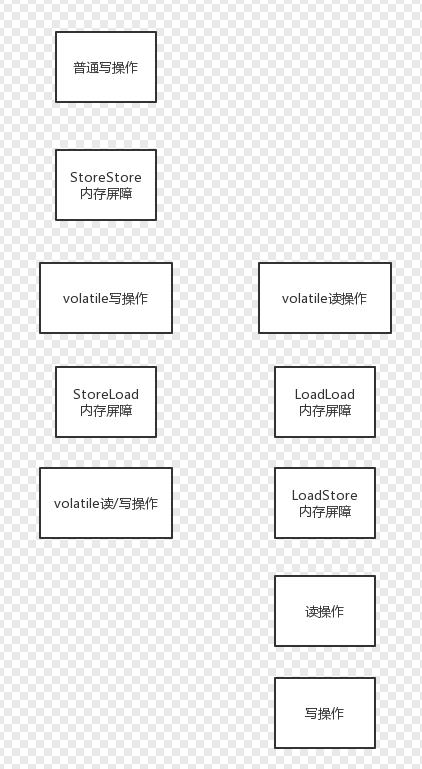 普通写操作
StoreStore
内存屏障
volatile写操作
StoreLoad
内存屏障
volatile读/写操作
volatile读操作
LoadLoad
内存屏障
LoadStore
内存屏障
读操作
写操作